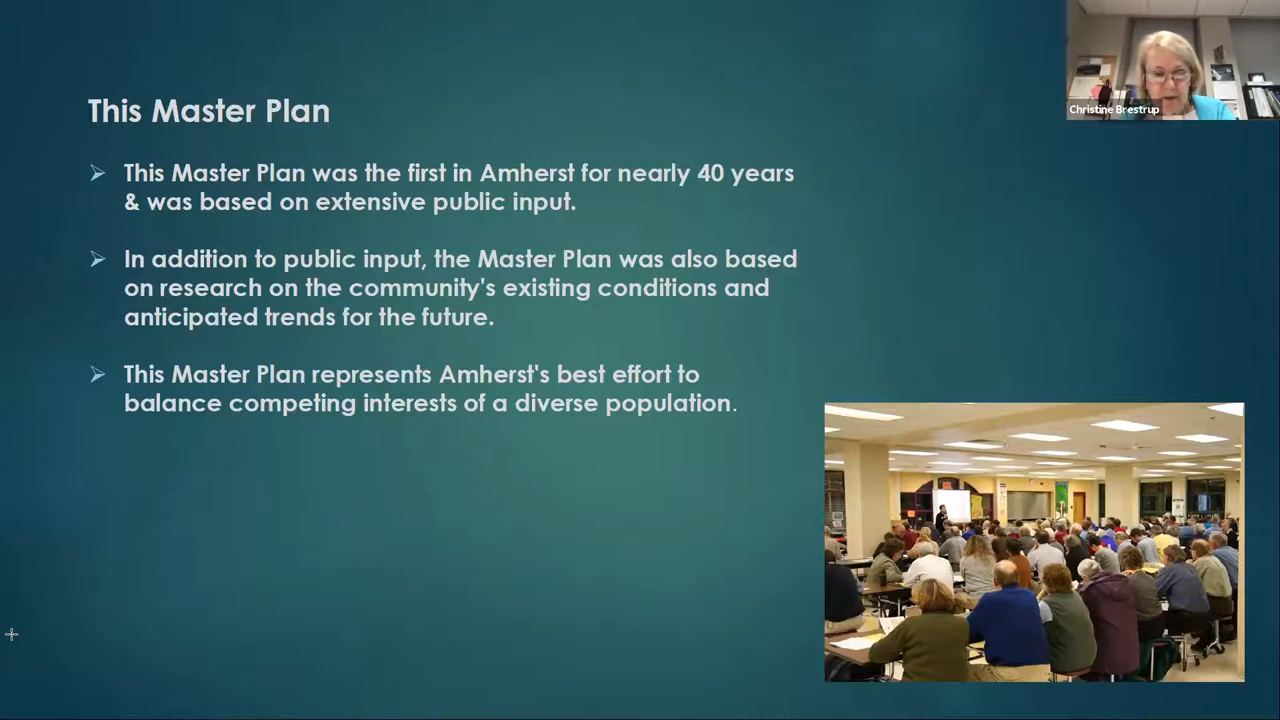 This Master Plan
This Master Plan was the first in Amherst for nearly 40 years
& was based on extensive public input.
In addition to public input, the Master Plan was also based
on research on the community's existing conditions and
anticipated trends for the future.
This Master Plan represents Amherst's best effort to
balance competing interests of a diverse population.
Christine Brestrup